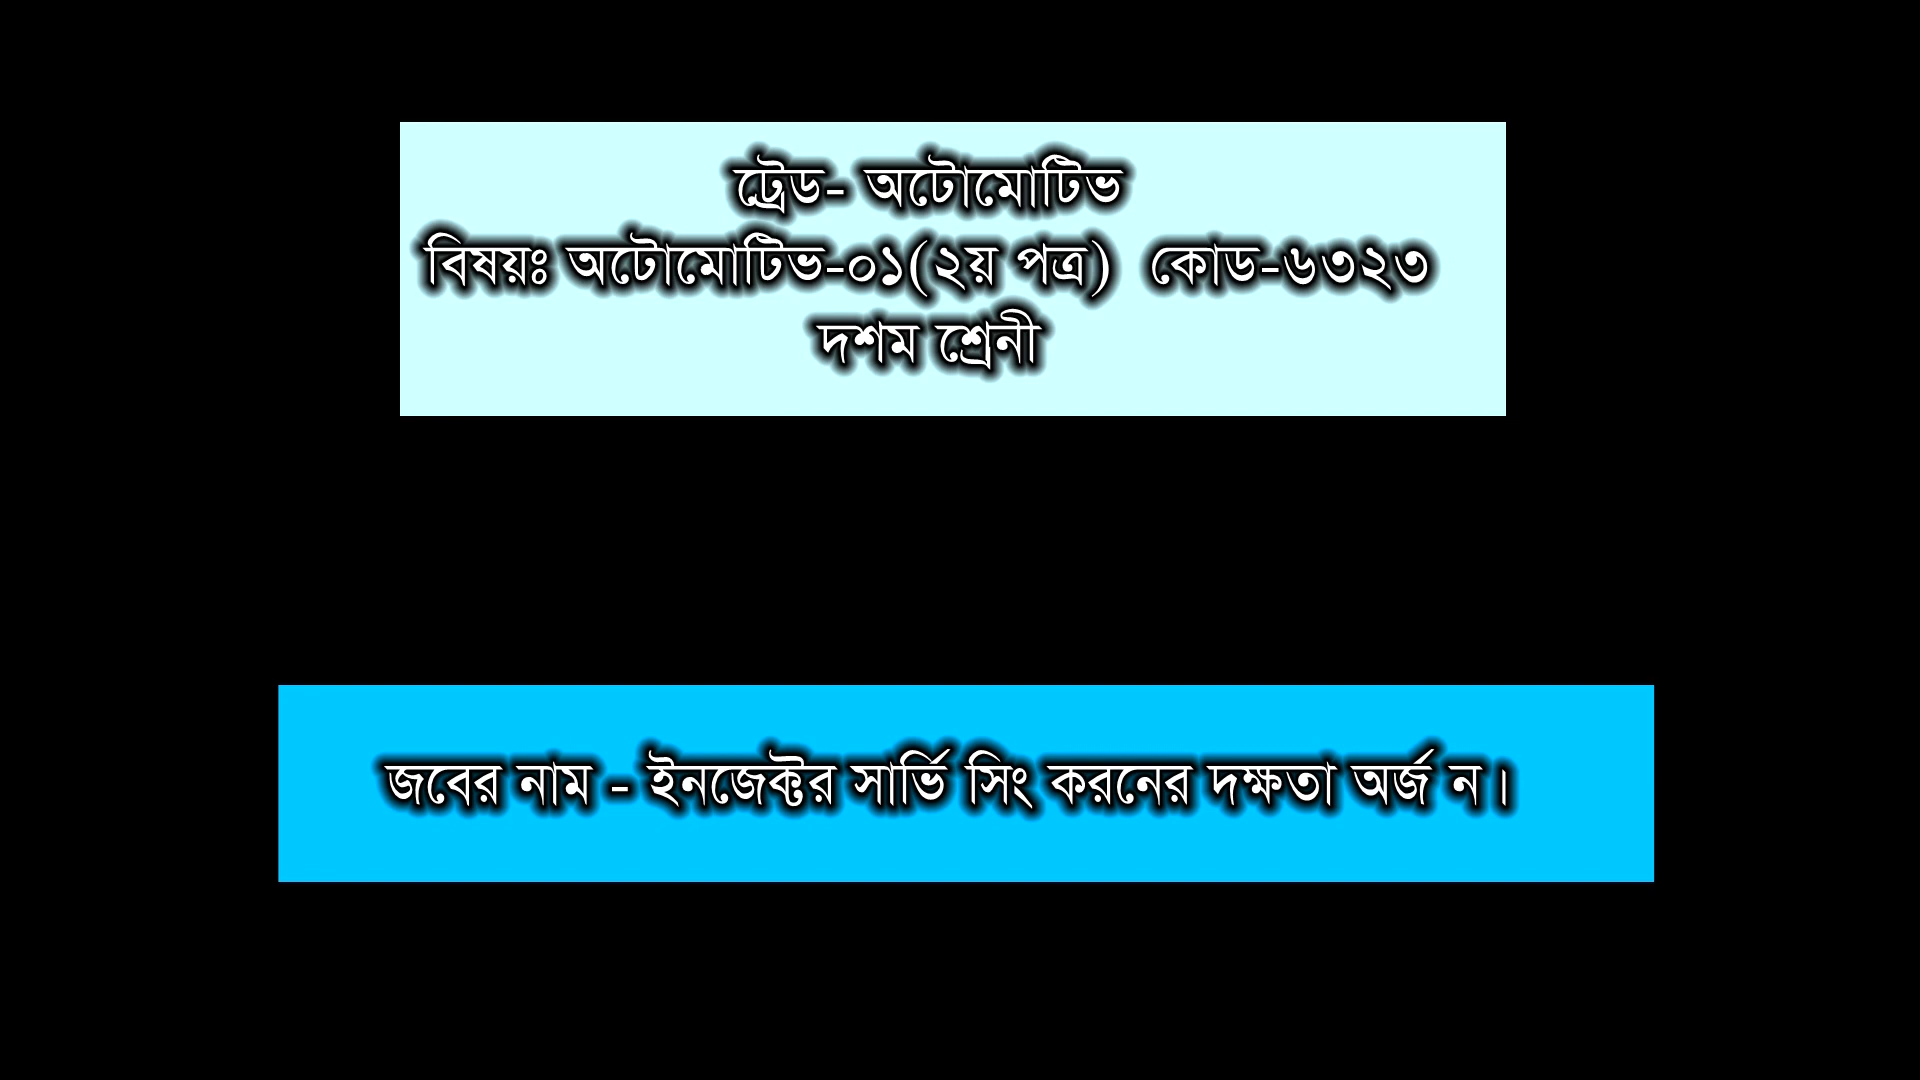 ট্রেড- অটোমোটিভ
বিষয়ঃ অটোমোটিভ-০১(২য় পত্র)  কোড-৬৩২৩
দশম শ্রেনী
জবের নাম - ইনজেক্টর সার্ভি সিং করনের দক্ষতা অর্জ ন।